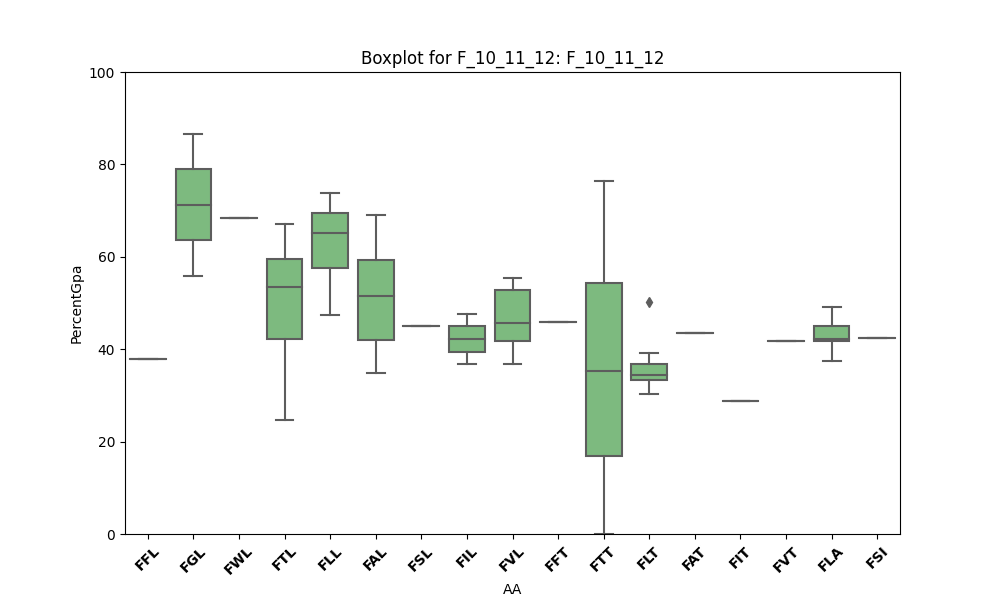 Boxplot for F_10_11_12: F_10_11_12
100
80
60
40
20
0
PercentGpa
FFL FGL FWL FTL FLL FAL FSL FIL FVL FFT FTT FLT FAT FIT FVT FLA FSI
AA